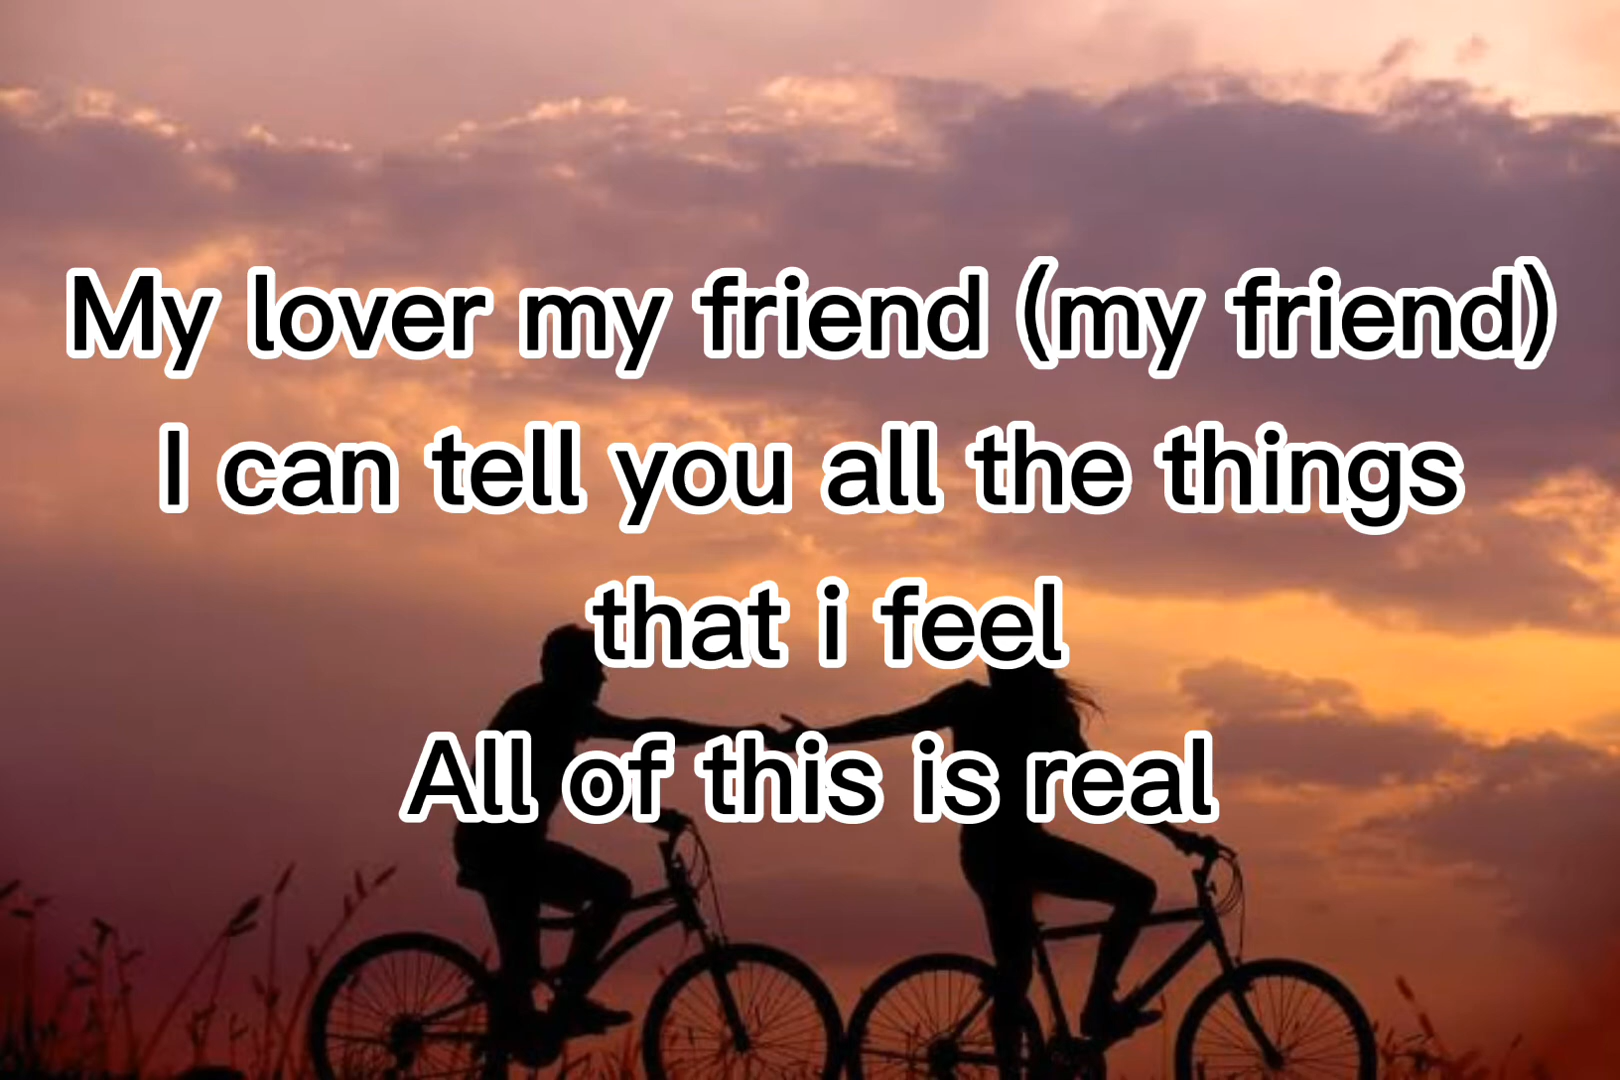 My lover my friend (my friend)
I can tell you all the things
that i feel
All of this is real